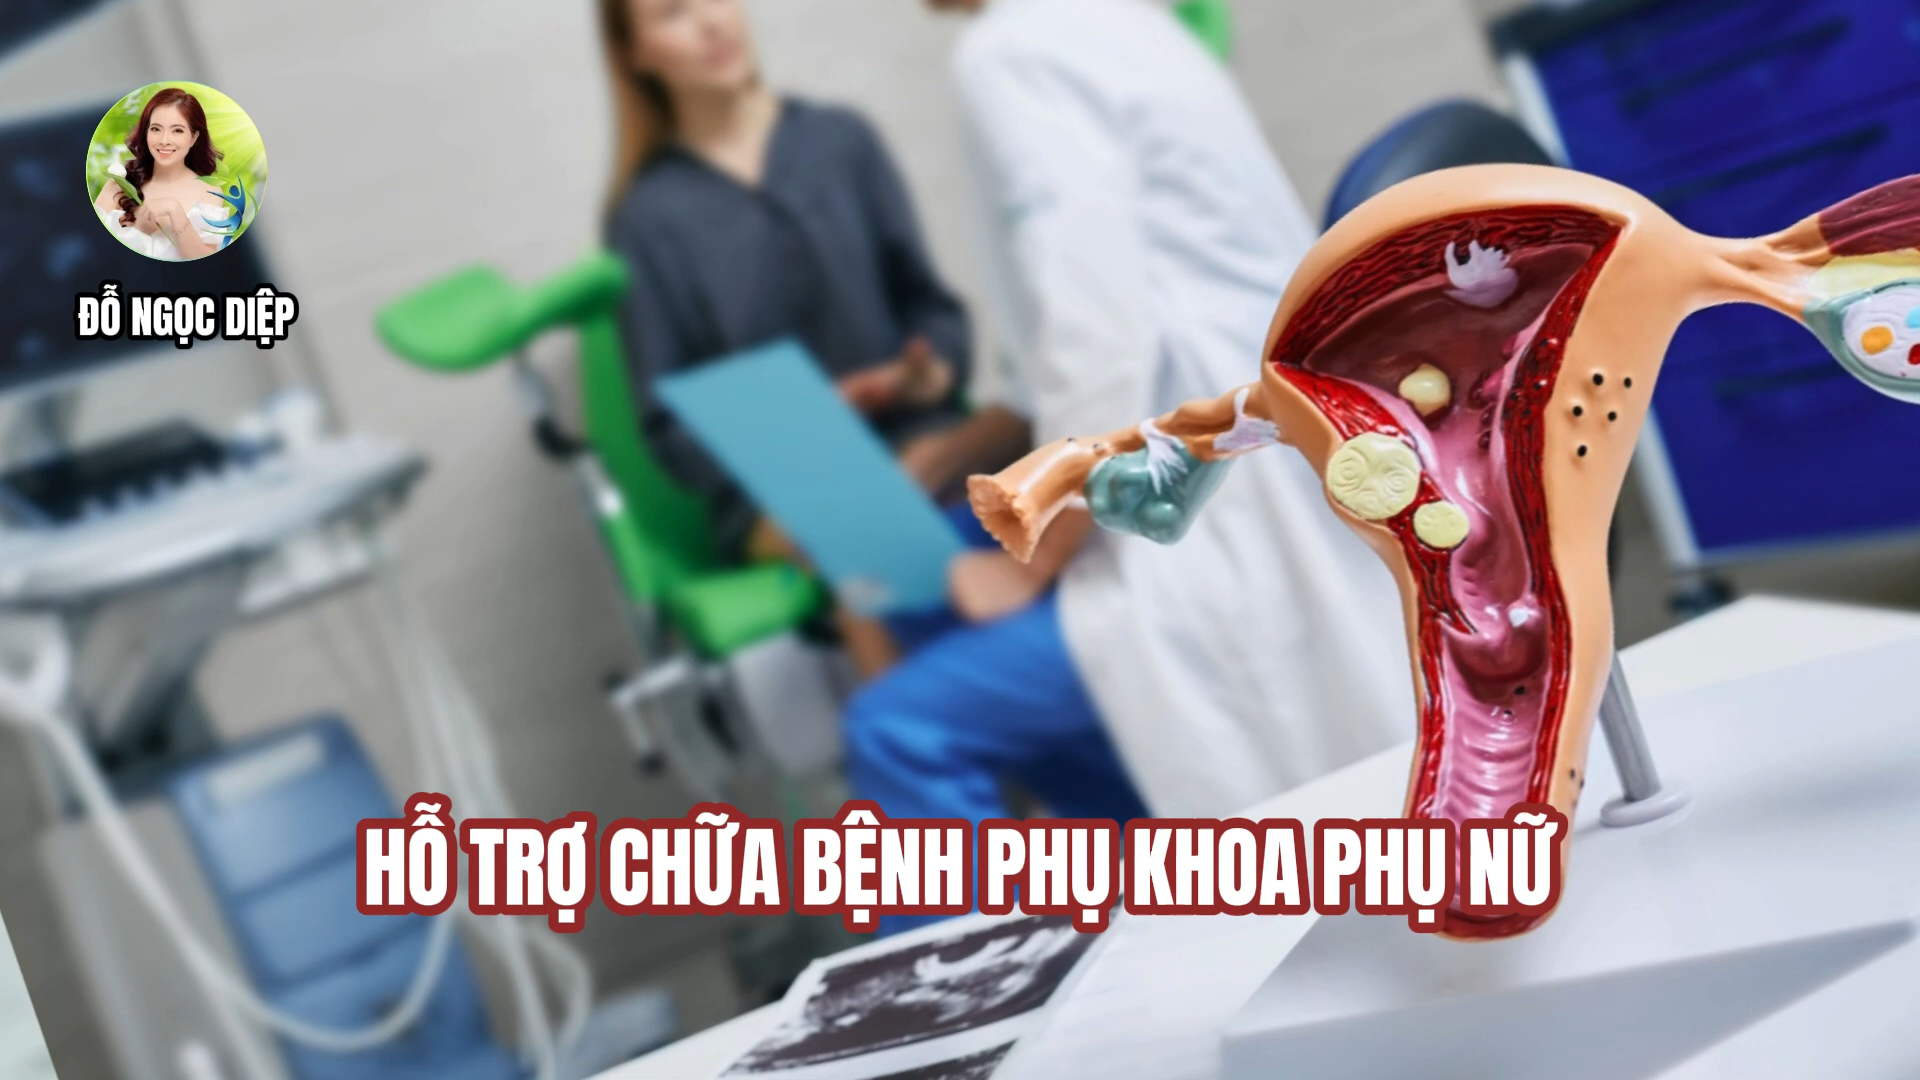 ĐỖ NGỌC DIỆP
HỖ TRỢ CHỮA BỆNH PHỤ KHOA PHỤ NỮ